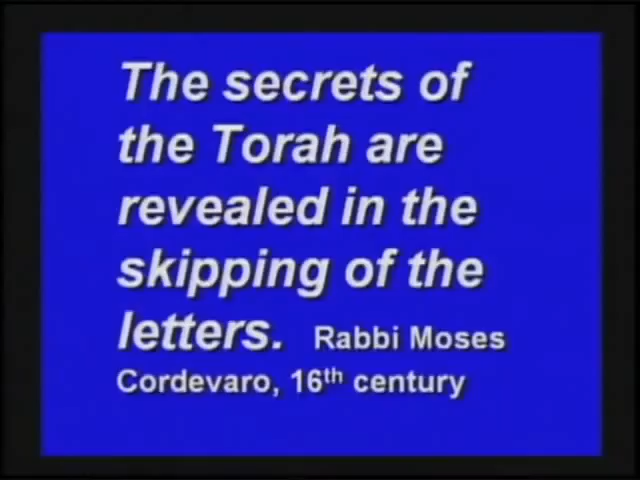 The secrets of
the Torah are
revealed in the
skipping of the
letters. Rabbi Moses
Cordevaro, 16th century